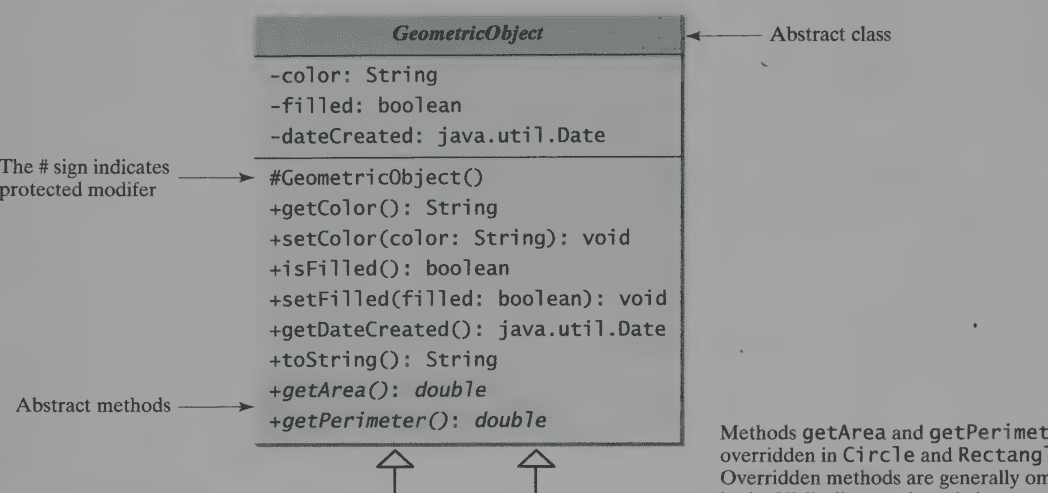 GeometricObject
Abstract class
-color: String
-filled: boolean
-dateCreated: java.util.Date
The # sign indicates
protected modifer
#GeometricObject()
+getColor(): String
+setColor(color: String): void
+isFilled(): boolean
+setFilled(filled: boolean): void
+getDateCreated(): java.util.Date
+toString(): String
+getArea(): double
Abstract methods
+getPerimeter(): double
Methods getArea and
overridden in Circle and
Overridden methods are generally